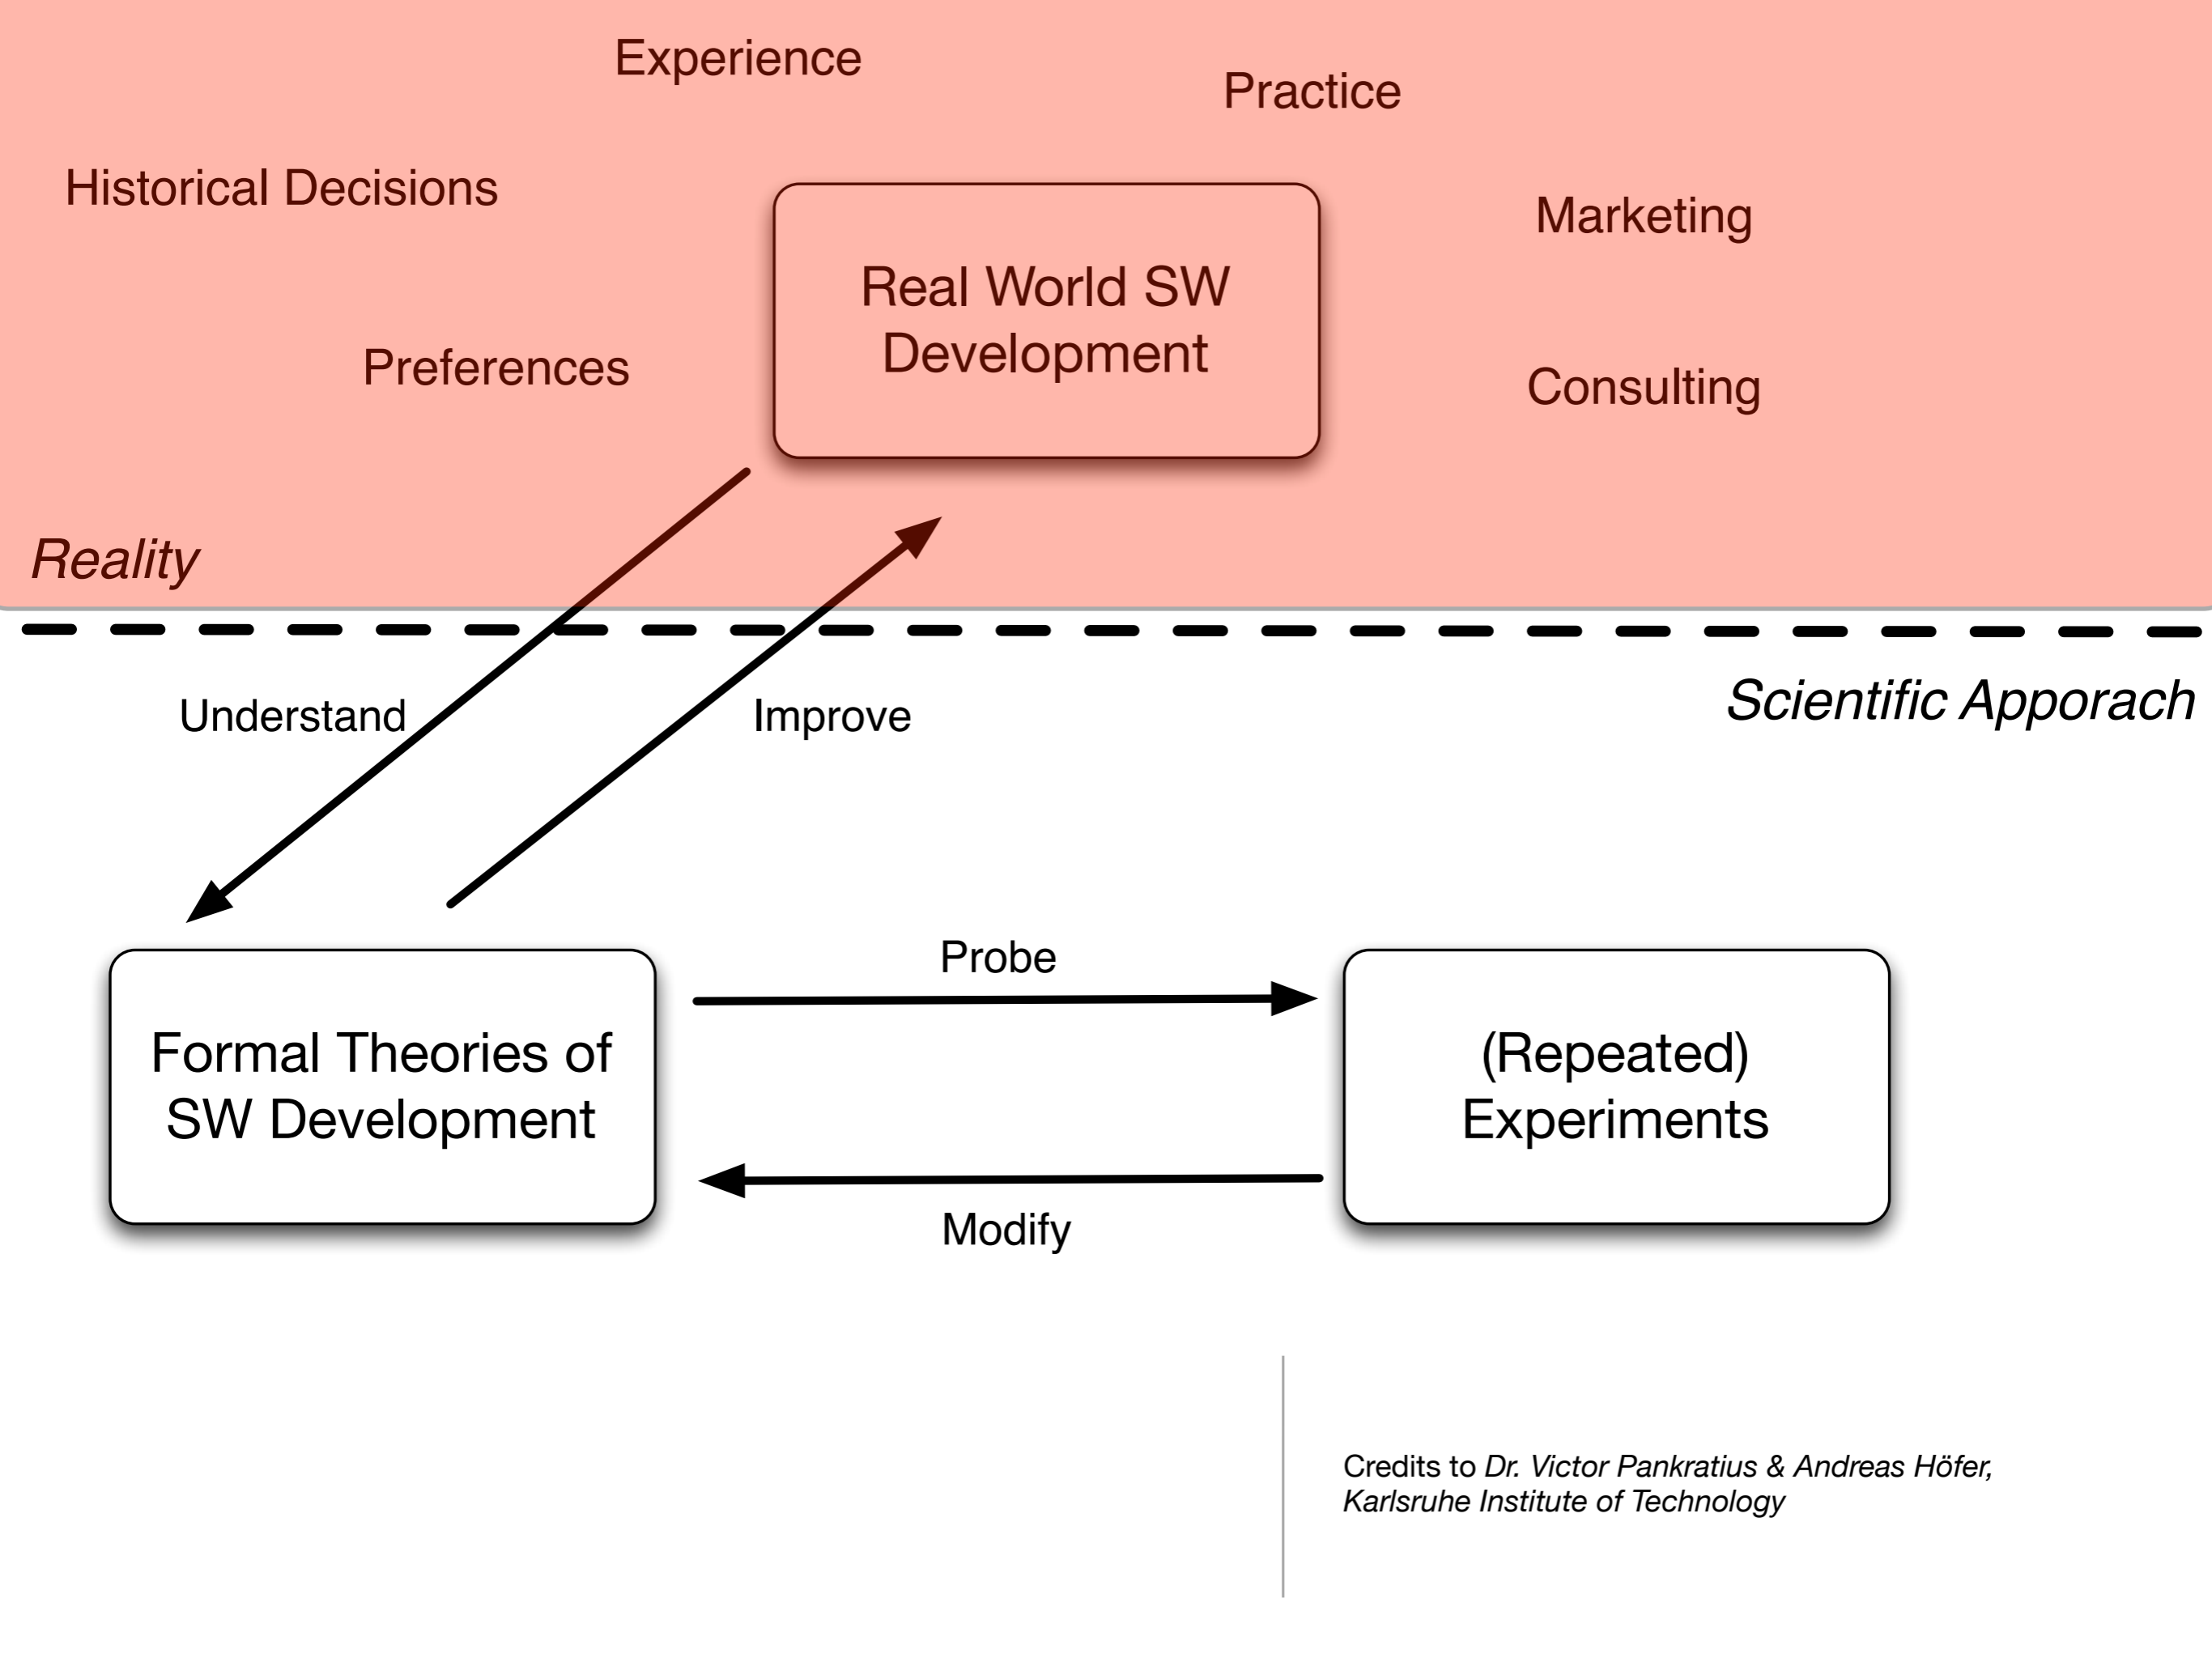 Experience
Practice
Historical Decisions
Marketing
Real World SW
Development
Preferences
Consulting
Reality
Scientific Apporach
Understand
Improve
Probe
Formal Theories of
SW Development
(Repeated)
Experiments
Modify
Credits to Dr. Victor Pankratius & Andreas Höfer,
Karlsruhe Institute of Technology